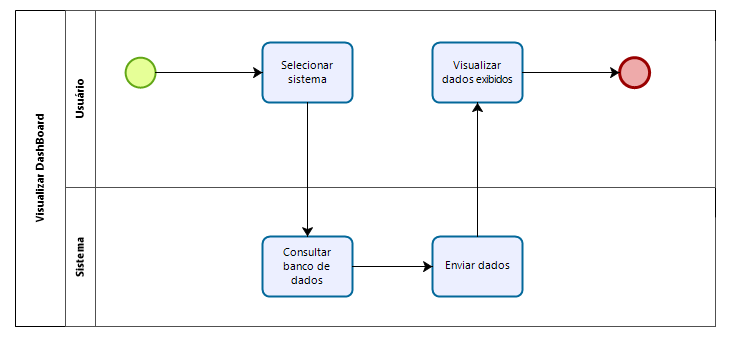 Visualizar DashBoard
Usuário
Selecionar
sistema
Visualizar
dados exibidos
Sistema
Consultar
banco de
dados
Enviar dados